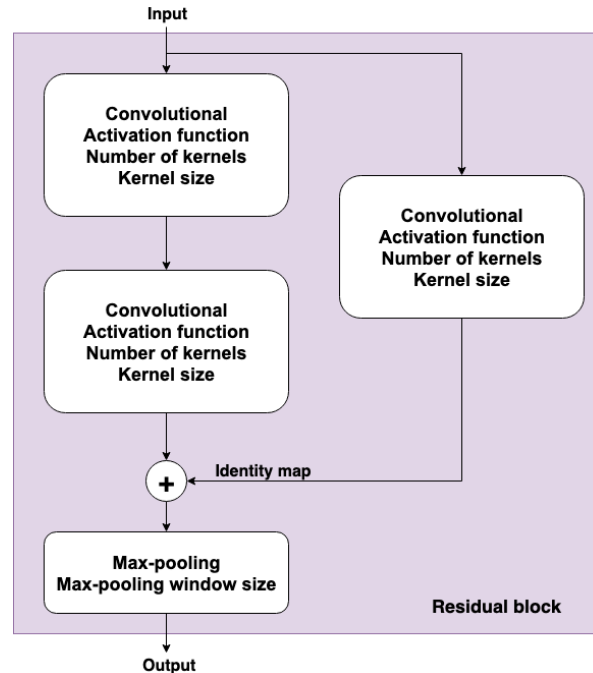 Input
Convolutional
Activation function
Number of kernels
Kernel size
Convolutional
Activation function
Number of kernels
Kernel size
Convolutional
Activation function
Number of kernels
Kernel size
Identity map
+
Max-pooling
Max-pooling window size
Residual block
Output